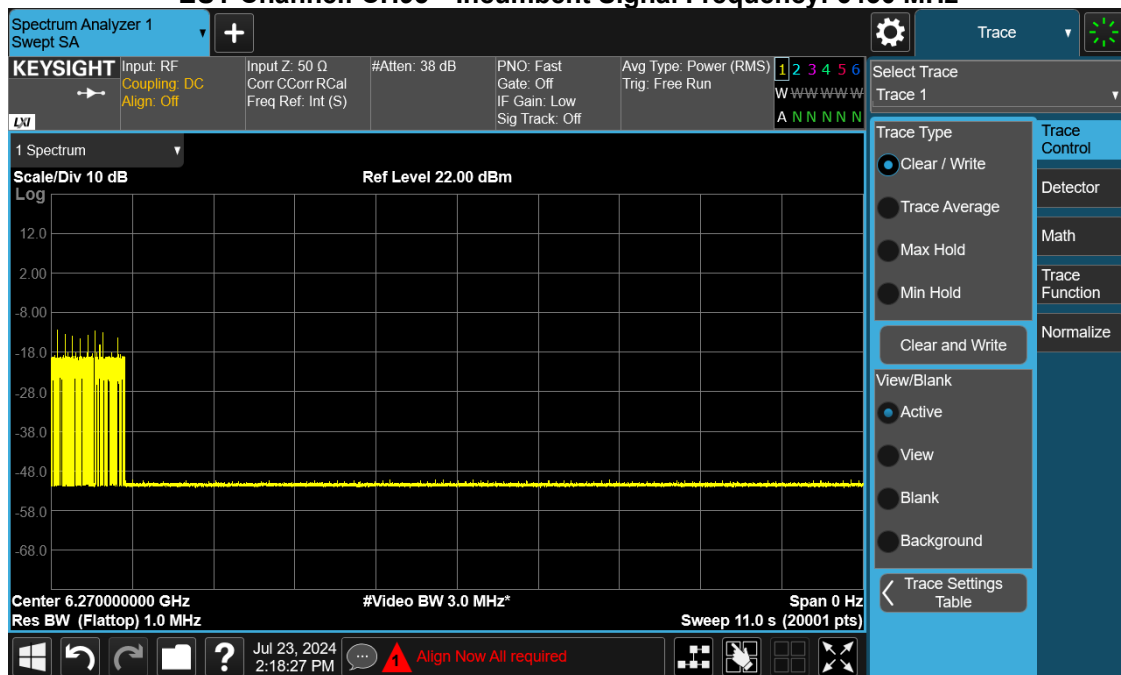 Channel: Incumbent Signal Frequency: MHz
Spectrum Analyzer 1
Swept SA
+
Trace
KEYSIGHT
LXI
Input: RF
Coupling: DC
Align: Off
Input Z: 50 Ω
Corr CCorr RCal
Freq Ref: Int (S)
#Atten: 38 dB
PNO: Fast
Gate: Off
IF Gain: Low
Sig Track: Off
Avg Type: Power (RMS)
Trig: Free Run
1 2 3 4 5 6
W W W W W W
A N N N N N
Select Trace
Trace 1
1 Spectrum
Scale/Div 10 dB
Ref Level 22.00 dBm
Log
12.0
2.00
-8.00
-18.0
-28.0
-38.0
-48.0
-58.0
-68.0
Center 6.270000000 GHz
Res BW (Flattop) 1.0 MHz
#Video BW 3.0 MHz*
Span 0 Hz
Sweep 11.0 s (20001 pts)
Trace Type
Clear / Write
Trace Average
Max Hold
Min Hold
Clear and Write
View/Blank
Active
View
Blank
Background
Trace Settings
Table
Trace
Control
Detector
Math
Trace
Function
Normalize
?
Jul 23, 2024
2:18:27 PM
1
Align Now All required